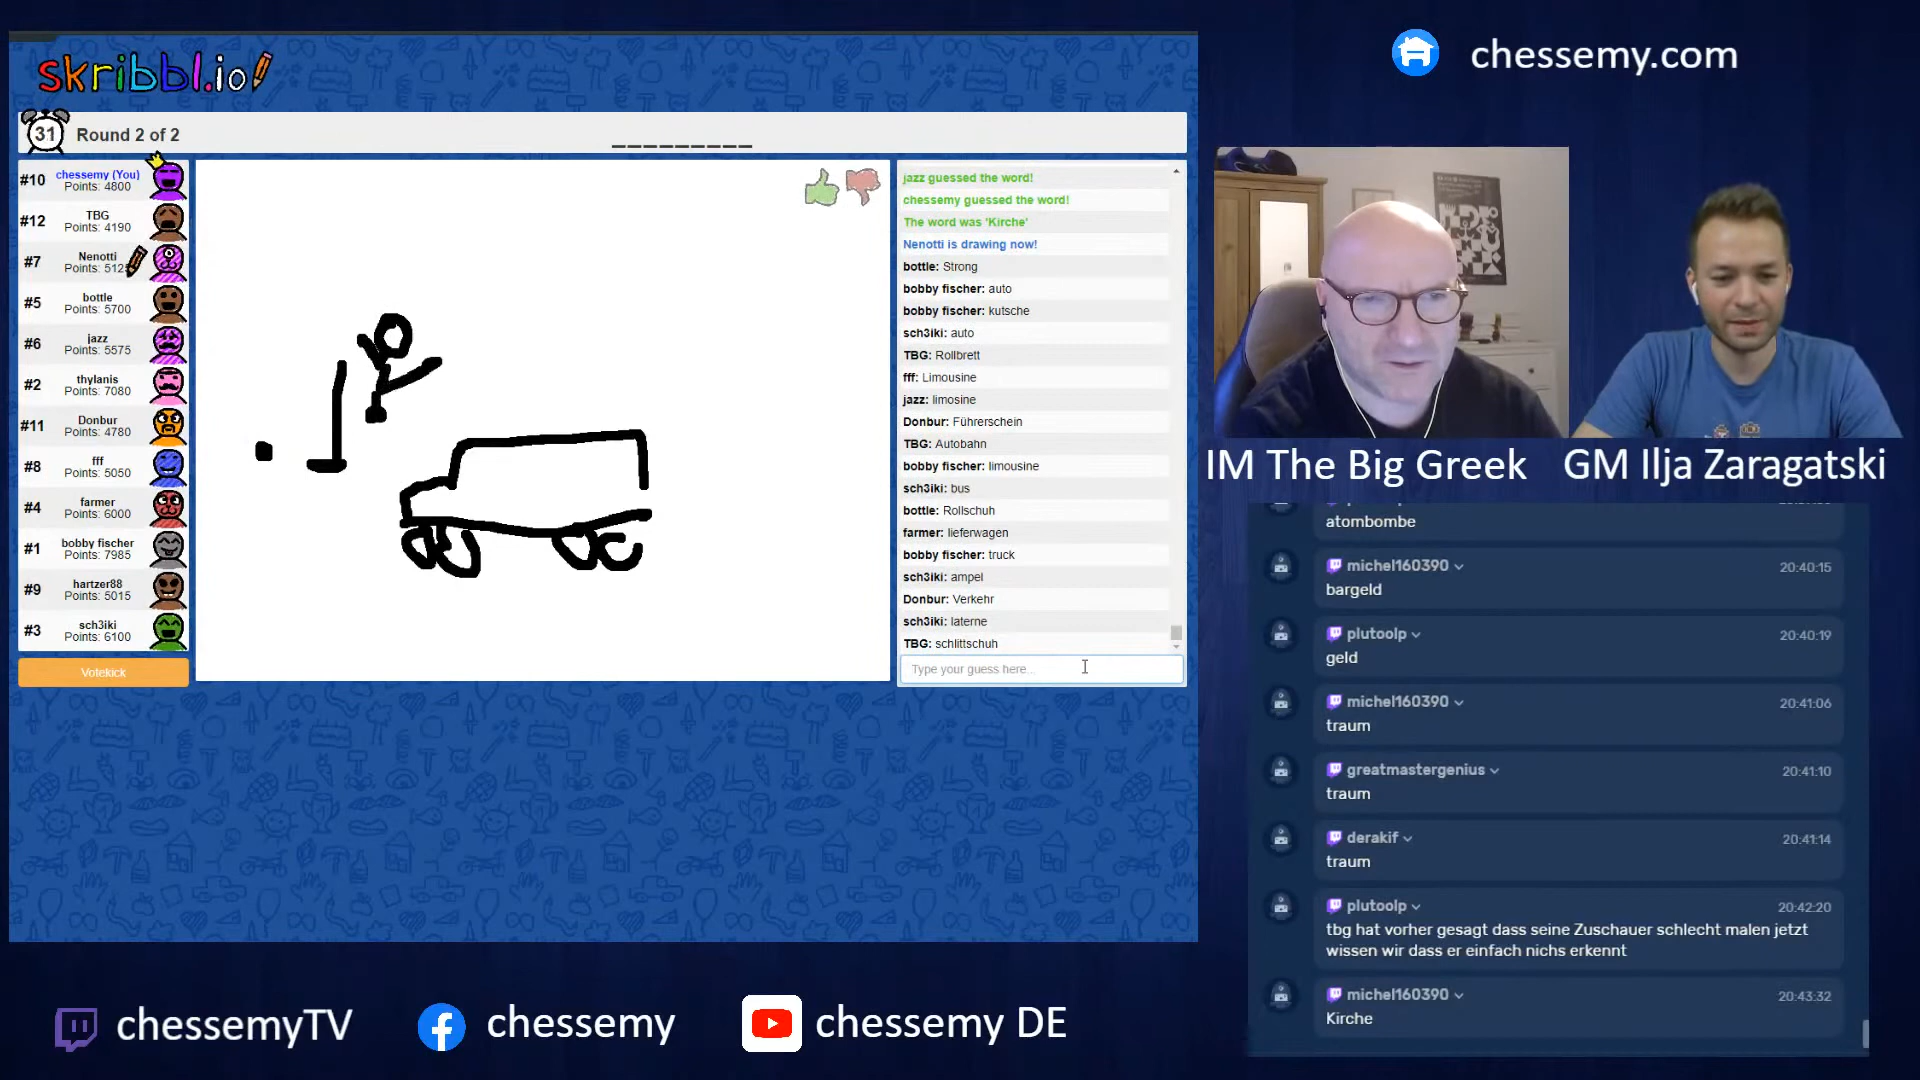 chessemy.com
skribbl.io
31
Round 2 of 2
_________
#10
chessemy (You)
Points: 4800
#12
TBG
Points: 4190
#7
Nenotti
Points: 5125
#5
bottle
Points: 5700
#6
jazz
Points: 5575
#2
thylanis
Points: 7080
#11
Donbur
Points: 4780
#8
fff
Points: 5050
#4
farmer
Points: 6000
#1
bobby fischer
Points: 7985
#9
hartzer88
Points: 5015
#3
sch3iki
Points: 6100
Votekick
jazz guessed the word!
chessemy guessed the word!
The word was 'Kirche'
Nenotti is drawing now!
bottle: Strong
bobby fischer: auto
bobby fischer: kutsche
sch3iki: auto
TBG: Rollbrett
fff: Limousine
jazz: limosine
Donbur: Führerschein
TBG: Autobahn
bobby fischer: limousine
sch3iki: bus
bottle: Rollschuh
farmer: lieferwagen
bobby fischer: truck
sch3iki: ampel
Donbur: Verkehr
sch3iki: laterne
TBG: schlittschuh
Type your guess here...
IM The Big Greek
GM Ilja Zaragatski
atombombe
michel160390
20:40:15
bargeld
plutoolp
20:40:19
geld
michel160390
20:41:06
traum
greatmastergenius
20:41:10
traum
derakif
20:41:14
traum
plutoolp
20:42:20
tbg hat vorher gesagt dass seine Zuschauer schlecht malen jetzt
wissen wir dass er einfach nichs erkennt
michel160390
20:43:32
Kirche
chessemyTV
chessemy
chessemy DE